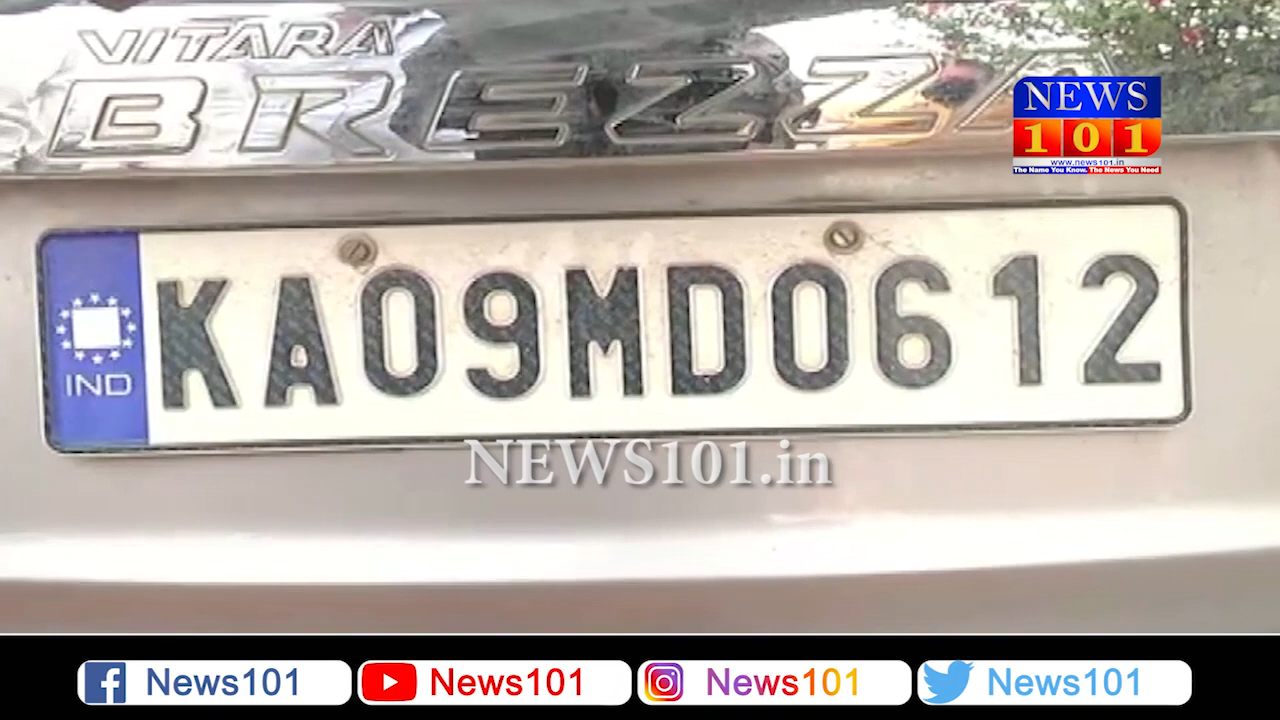 VITARA
BREZZA
NEWS
101
www.news101.in
The Name You Know. The News You Need
IND
KA09MD0612
NEWS101.in
News101
News101
News101
News101